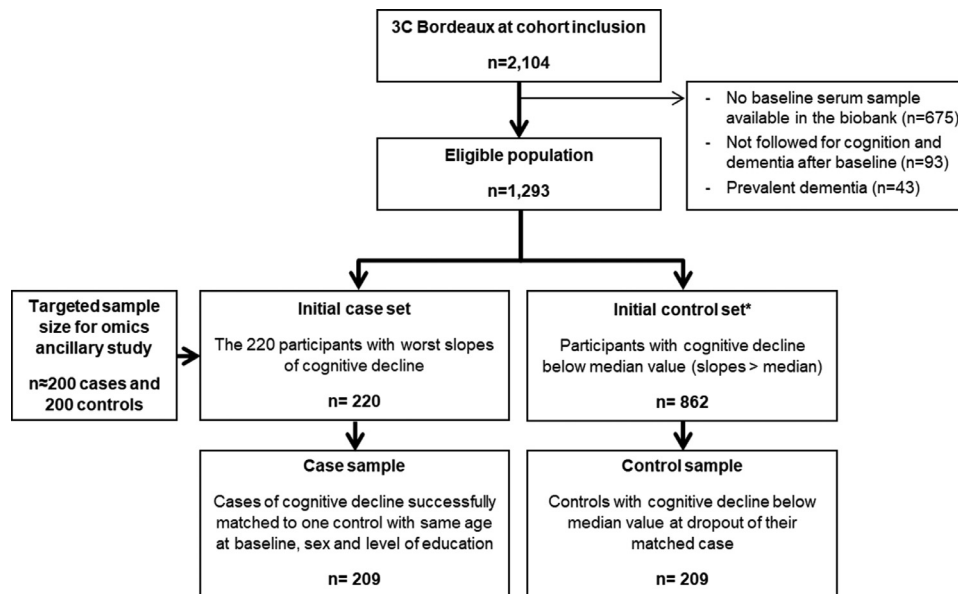 3C Bordeaux at cohort inclusion
n=2,104
- No baseline serum sample
available in the biobank (n=675)
- Not followed for cognition and
dementia after baseline (n=93)
- Prevalent dementia (n=43)
Eligible population
n=1,293
Targeted sample
size for omics
ancillary study
n≈200 cases and
200 controls
Initial case set
The 220 participants with worst slopes
of cognitive decline
n= 220
Initial control set*
Participants with cognitive decline
below median value (slopes > median)
n= 862
Case sample
Cases of cognitive decline successfully
matched to one control with same age
at baseline, sex and level of education
n= 209
Control sample
Controls with cognitive decline below
median value at dropout of their
matched case
n= 209